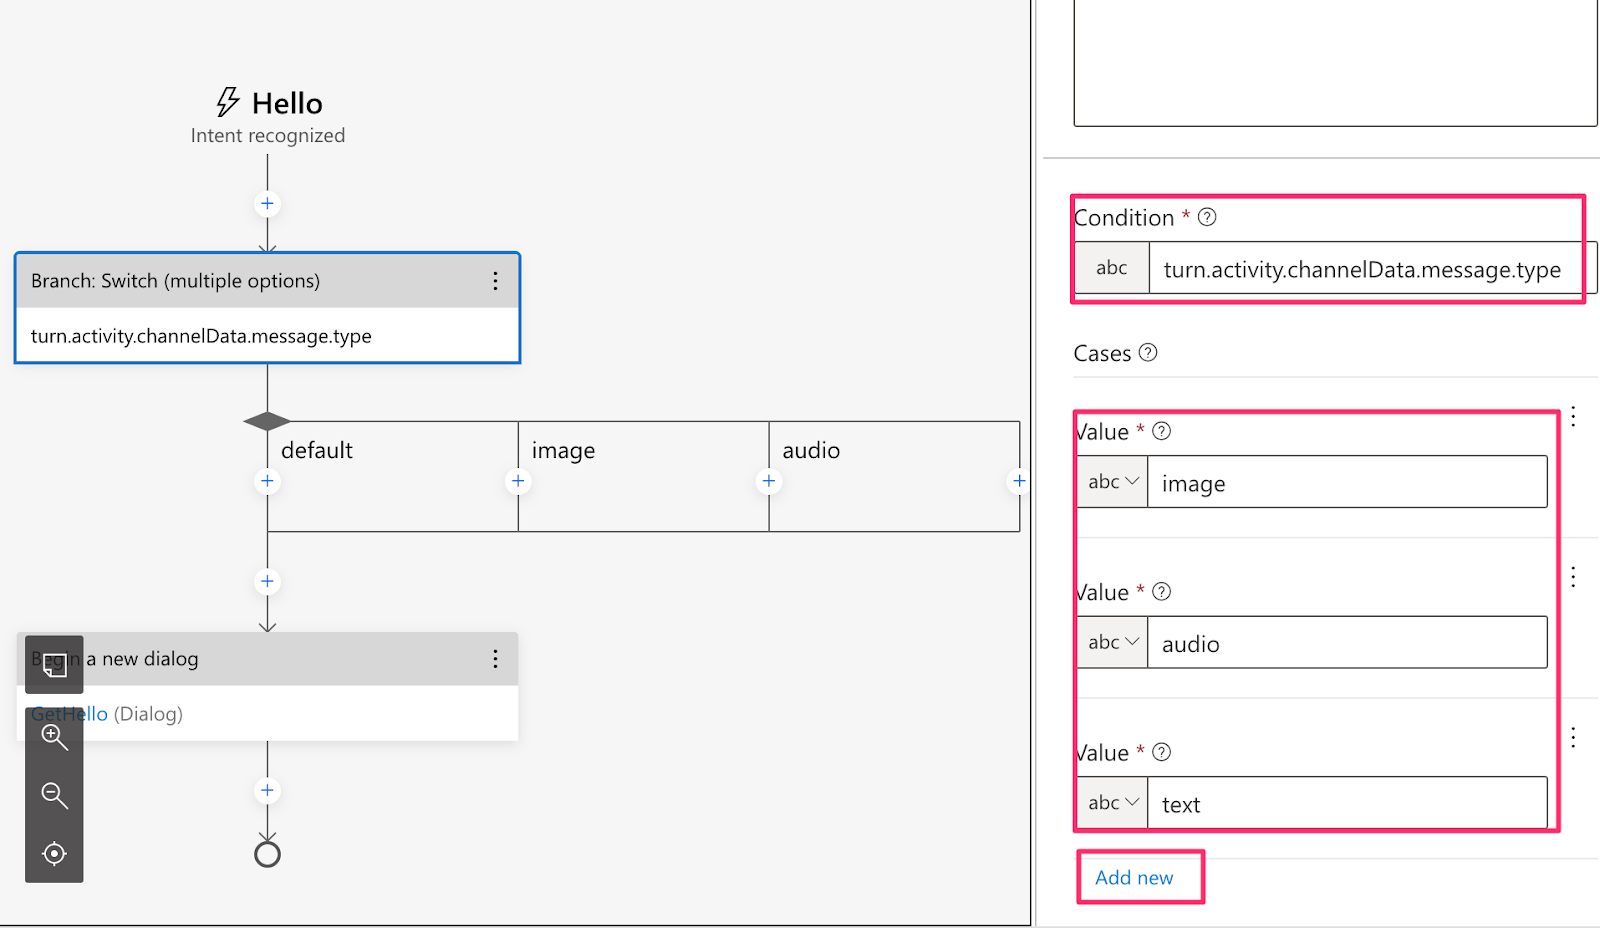 Hello
Intent recognized
Branch: Switch (multiple options)
turn.activity.channelData.message.type
default
image
audio
Begin a new dialog
GetHello (Dialog)
Condition *
abc
turn.activity.channelData.message.type
Cases
Value *
abc
image
Value *
abc
audio
Value *
abc
text
Add new